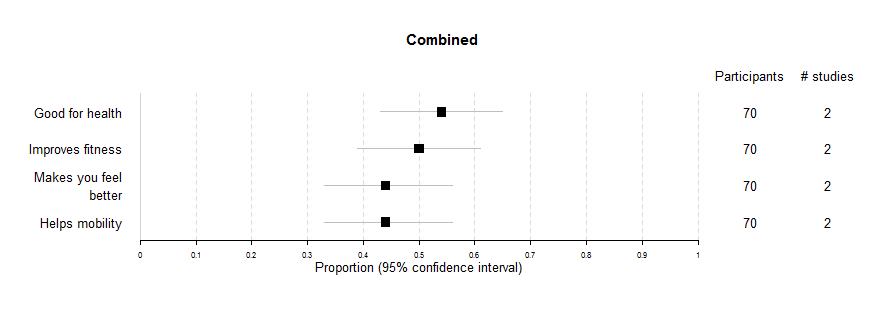 Combined
Participants # studies
Good for health 70 2
Improves fitness 70 2
Makes you feel
better 70 2
Helps mobility 70 2
0 0.1 0.2 0.3 0.4 0.5 0.6 0.7 0.8 0.9 1
Proportion (95% confidence interval)